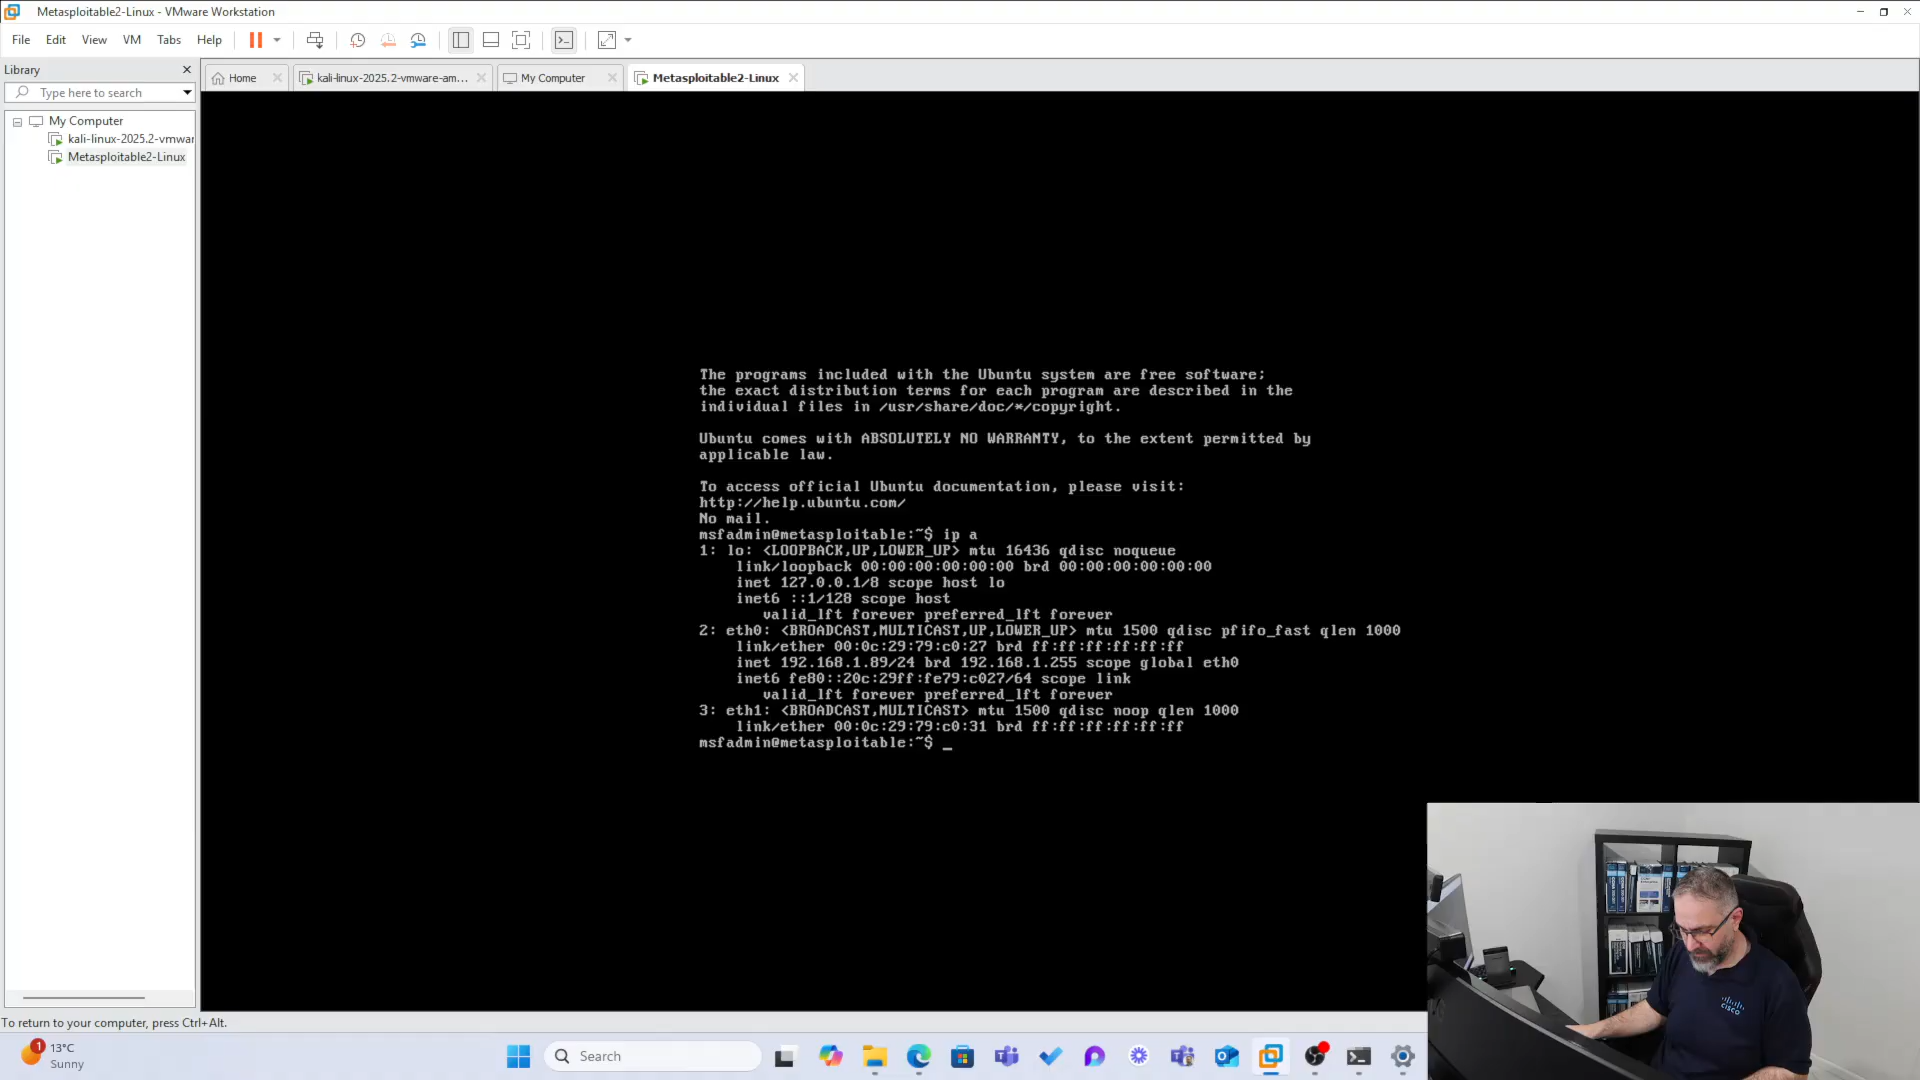 Metasploitable2-Linux - VMware Workstation
File Edit View VM Tabs Help
Library
Type here to search
My Computer
kali-linux-2025.2-vmwar
Metasploitable2-Linux
Home
kali-linux-2025.2-vmware-am...
My Computer
Metasploitable2-Linux
The programs included with the Ubuntu system are free software;
the exact distribution terms for each program are described in the
individual files in /usr/share/doc/*/copyright.
Ubuntu comes with ABSOLUTELY NO WARRANTY, to the extent permitted by
applicable law.
To access official Ubuntu documentation, please visit:
http://help.ubuntu.com/
No mail.
msfadmin@metasploitable:~$ ip a
1: lo: <LOOPBACK,UP,LOWER_UP> mtu 16436 qdisc noqueue
link/loopback 00:00:00:00:00:00 brd 00:00:00:00:00:00
inet 127.0.0.1/8 scope host lo
inet6 ::1/128 scope host
valid_lft forever preferred_lft forever
2: eth0: <BROADCAST,MULTICAST,UP,LOWER_UP> mtu 1500 qdisc pfifo_fast qlen 1000
link/ether 00:0c:29:79:c0:27 brd ff:ff:ff:ff:ff:ff
inet 192.168.1.89/24 brd 192.168.1.255 scope global eth0
inet6 fe80::20c:29ff:fe79:c027/64 scope link
valid_lft forever preferred_lft forever
3: eth1: <BROADCAST,MULTICAST> mtu 1500 qdisc noop qlen 1000
link/ether 00:0c:29:79:c0:31 brd ff:ff:ff:ff:ff:ff
msfadmin@metasploitable:~$ _
To return to your computer, press Ctrl+Alt.
1
13°C
Sunny
Search
CISCO